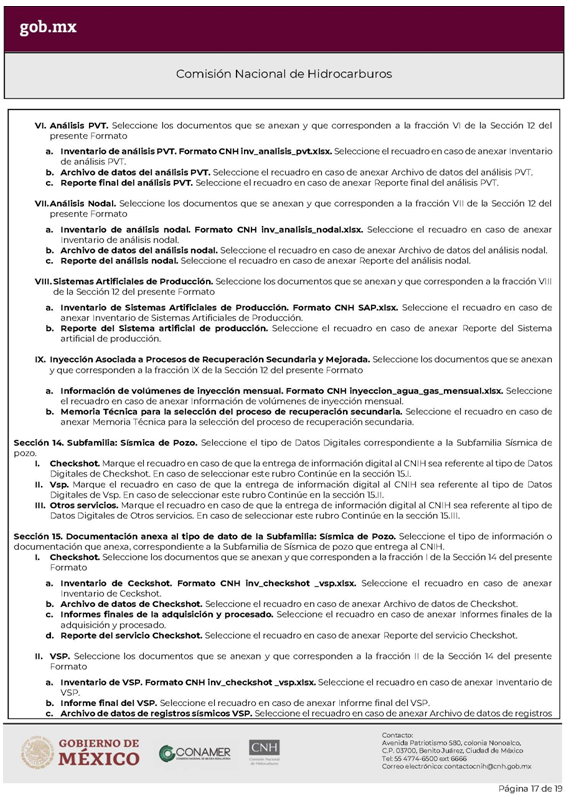 gob.mx
Comisión Nacional de Hidrocarburos
VI. Análisis PVT. Seleccione los documentos que se anexan y que corresponden a la fracción VI de la Sección 12 del
presente Formato
a. Inventario de análisis PVT. Formato CNH inv_analisis_pvt.xlsx. Seleccione el recuadro en caso de anexar Inventario
de análisis PVT.
b. Archivo de datos del análisis PVT. Seleccione el recuadro en caso de anexar Archivo de datos del análisis PVT.
c. Reporte final del análisis PVT. Seleccione el recuadro en caso de anexar Reporte final del análisis PVT.
VII. Análisis Nodal. Seleccione los documentos que se anexan y que corresponden a la fracción VII de la Sección 12 del
presente Formato
a. Inventario de análisis nodal. Formato CNH inv_analisis_nodal.xlsx. Seleccione el recuadro en caso de anexar
Inventario de análisis nodal.
b. Archivo de datos del análisis nodal. Seleccione el recuadro en caso de anexar Archivo de datos del análisis nodal.
c. Reporte del análisis nodal. Seleccione el recuadro en caso de anexar Reporte del análisis nodal.
VIII. Sistemas Artificiales de Producción. Seleccione los documentos que se anexan y que corresponden a la fracción VIII
de la Sección 12 del presente Formato
a. Inventario de Sistemas Artificiales de Producción. Formato CNH SAP.xlsx. Seleccione el recuadro en caso de
anexar Inventario de Sistemas Artificiales de Producción.
b. Reporte del Sistema artificial de producción. Seleccione el recuadro en caso de anexar Reporte del Sistema
artificial de producción.
IX. Inyección Asociada a Procesos de Recuperación Secundaria y Mejorada. Seleccione los documentos que se anexan
y que corresponden a la fracción IX de la Sección 12 del presente Formato
a. Información de volúmenes de inyección mensual. Formato CNH inyeccion_agua_gas_mensual.xlsx. Seleccione
el recuadro en caso de anexar Información de volúmenes de inyección mensual.
b. Memoria Técnica para la selección del proceso de recuperación secundaria. Seleccione el recuadro en caso de
anexar Memoria Técnica para la selección del proceso de recuperación secundaria.
Sección 14. Subfamilia: Sísmica de Pozo. Seleccione el tipo de Datos Digitales correspondiente a la Subfamilia Sísmica de
pozo.
I. Checkshot. Marque el recuadro en caso de que la entrega de información digital al CNIH sea referente al tipo de Datos
Digitales de Checkshot. En caso de seleccionar este rubro Continúe en la sección 15.I.
II. Vsp. Marque el recuadro en caso de que la entrega de información digital al CNIH sea referente al tipo de Datos
Digitales de Vsp. En caso de seleccionar este rubro Continúe en la sección 15.II.
III. Otros servicios. Marque el recuadro en caso de que la entrega de información digital al CNIH sea referente al tipo de
Datos Digitales de Otros servicios. En caso de seleccionar este rubro Continúe en la sección 15.III.
Sección 15. Documentación anexa al tipo de dato de la Subfamilia: Sísmica de Pozo. Seleccione el tipo de información o
documentación que anexa, correspondiente a la Subfamilia de Sísmica de pozo que entrega al CNIH.
I. Checkshot. Seleccione los documentos que se anexan y que corresponden a la fracción I de la Sección 14 del presente
Formato
a. Inventario de Ceckshot. Formato CNH inv_checkshot _vsp.xlsx. Seleccione el recuadro en caso de anexar
Inventario de Ceckshot.
b. Archivo de datos de Checkshot. Seleccione el recuadro en caso de anexar Archivo de datos de Checkshot.
c. Informes finales de la adquisición y procesado. Seleccione el recuadro en caso de anexar Informes finales de la
adquisición y procesado.
d. Reporte del servicio Checkshot. Seleccione el recuadro en caso de anexar Reporte del servicio Checkshot.
II. VSP. Seleccione los documentos que se anexan y que corresponden a la fracción II de la Sección 14 del presente
Formato
a. Inventario de VSP. Formato CNH inv_checkshot _vsp.xlsx. Seleccione el recuadro en caso de anexar Inventario de
VSP.
b. Informe final del VSP. Seleccione el recuadro en caso de anexar Informe final del VSP.
c. Archivo de datos de registros sísmicos VSP. Seleccione el recuadro en caso de anexar Archivo de datos de registros
GOBIERNO DE
MÉXICO
CONAMER
CNH
Comisión Nacional
de Hidrocarburos
Contacto:
Avenida Patriotismo 580, colonia Nonoalco,
C.P. 03700, Benito Juárez, Ciudad de México
Tel: 55 4774-6500 ext 6666
Correo electrónico: contactocnih@cnh.gob.mx
Página 17 de 19